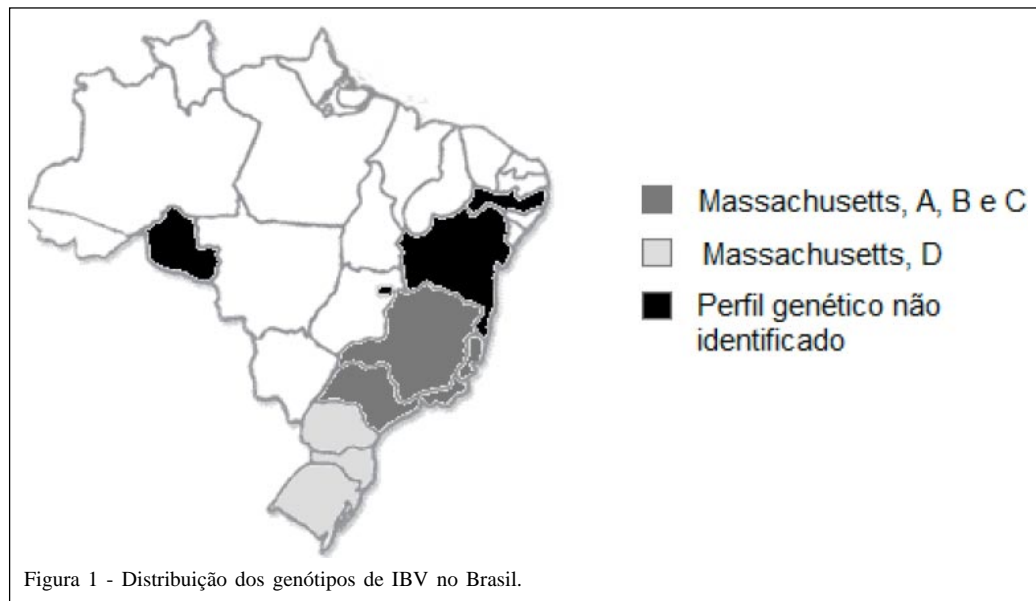 Massachusetts, A, B e C
Massachusetts, D
Perfil genético não
identificado
Figura 1 - Distribuição dos genótipos de IBV no Brasil.